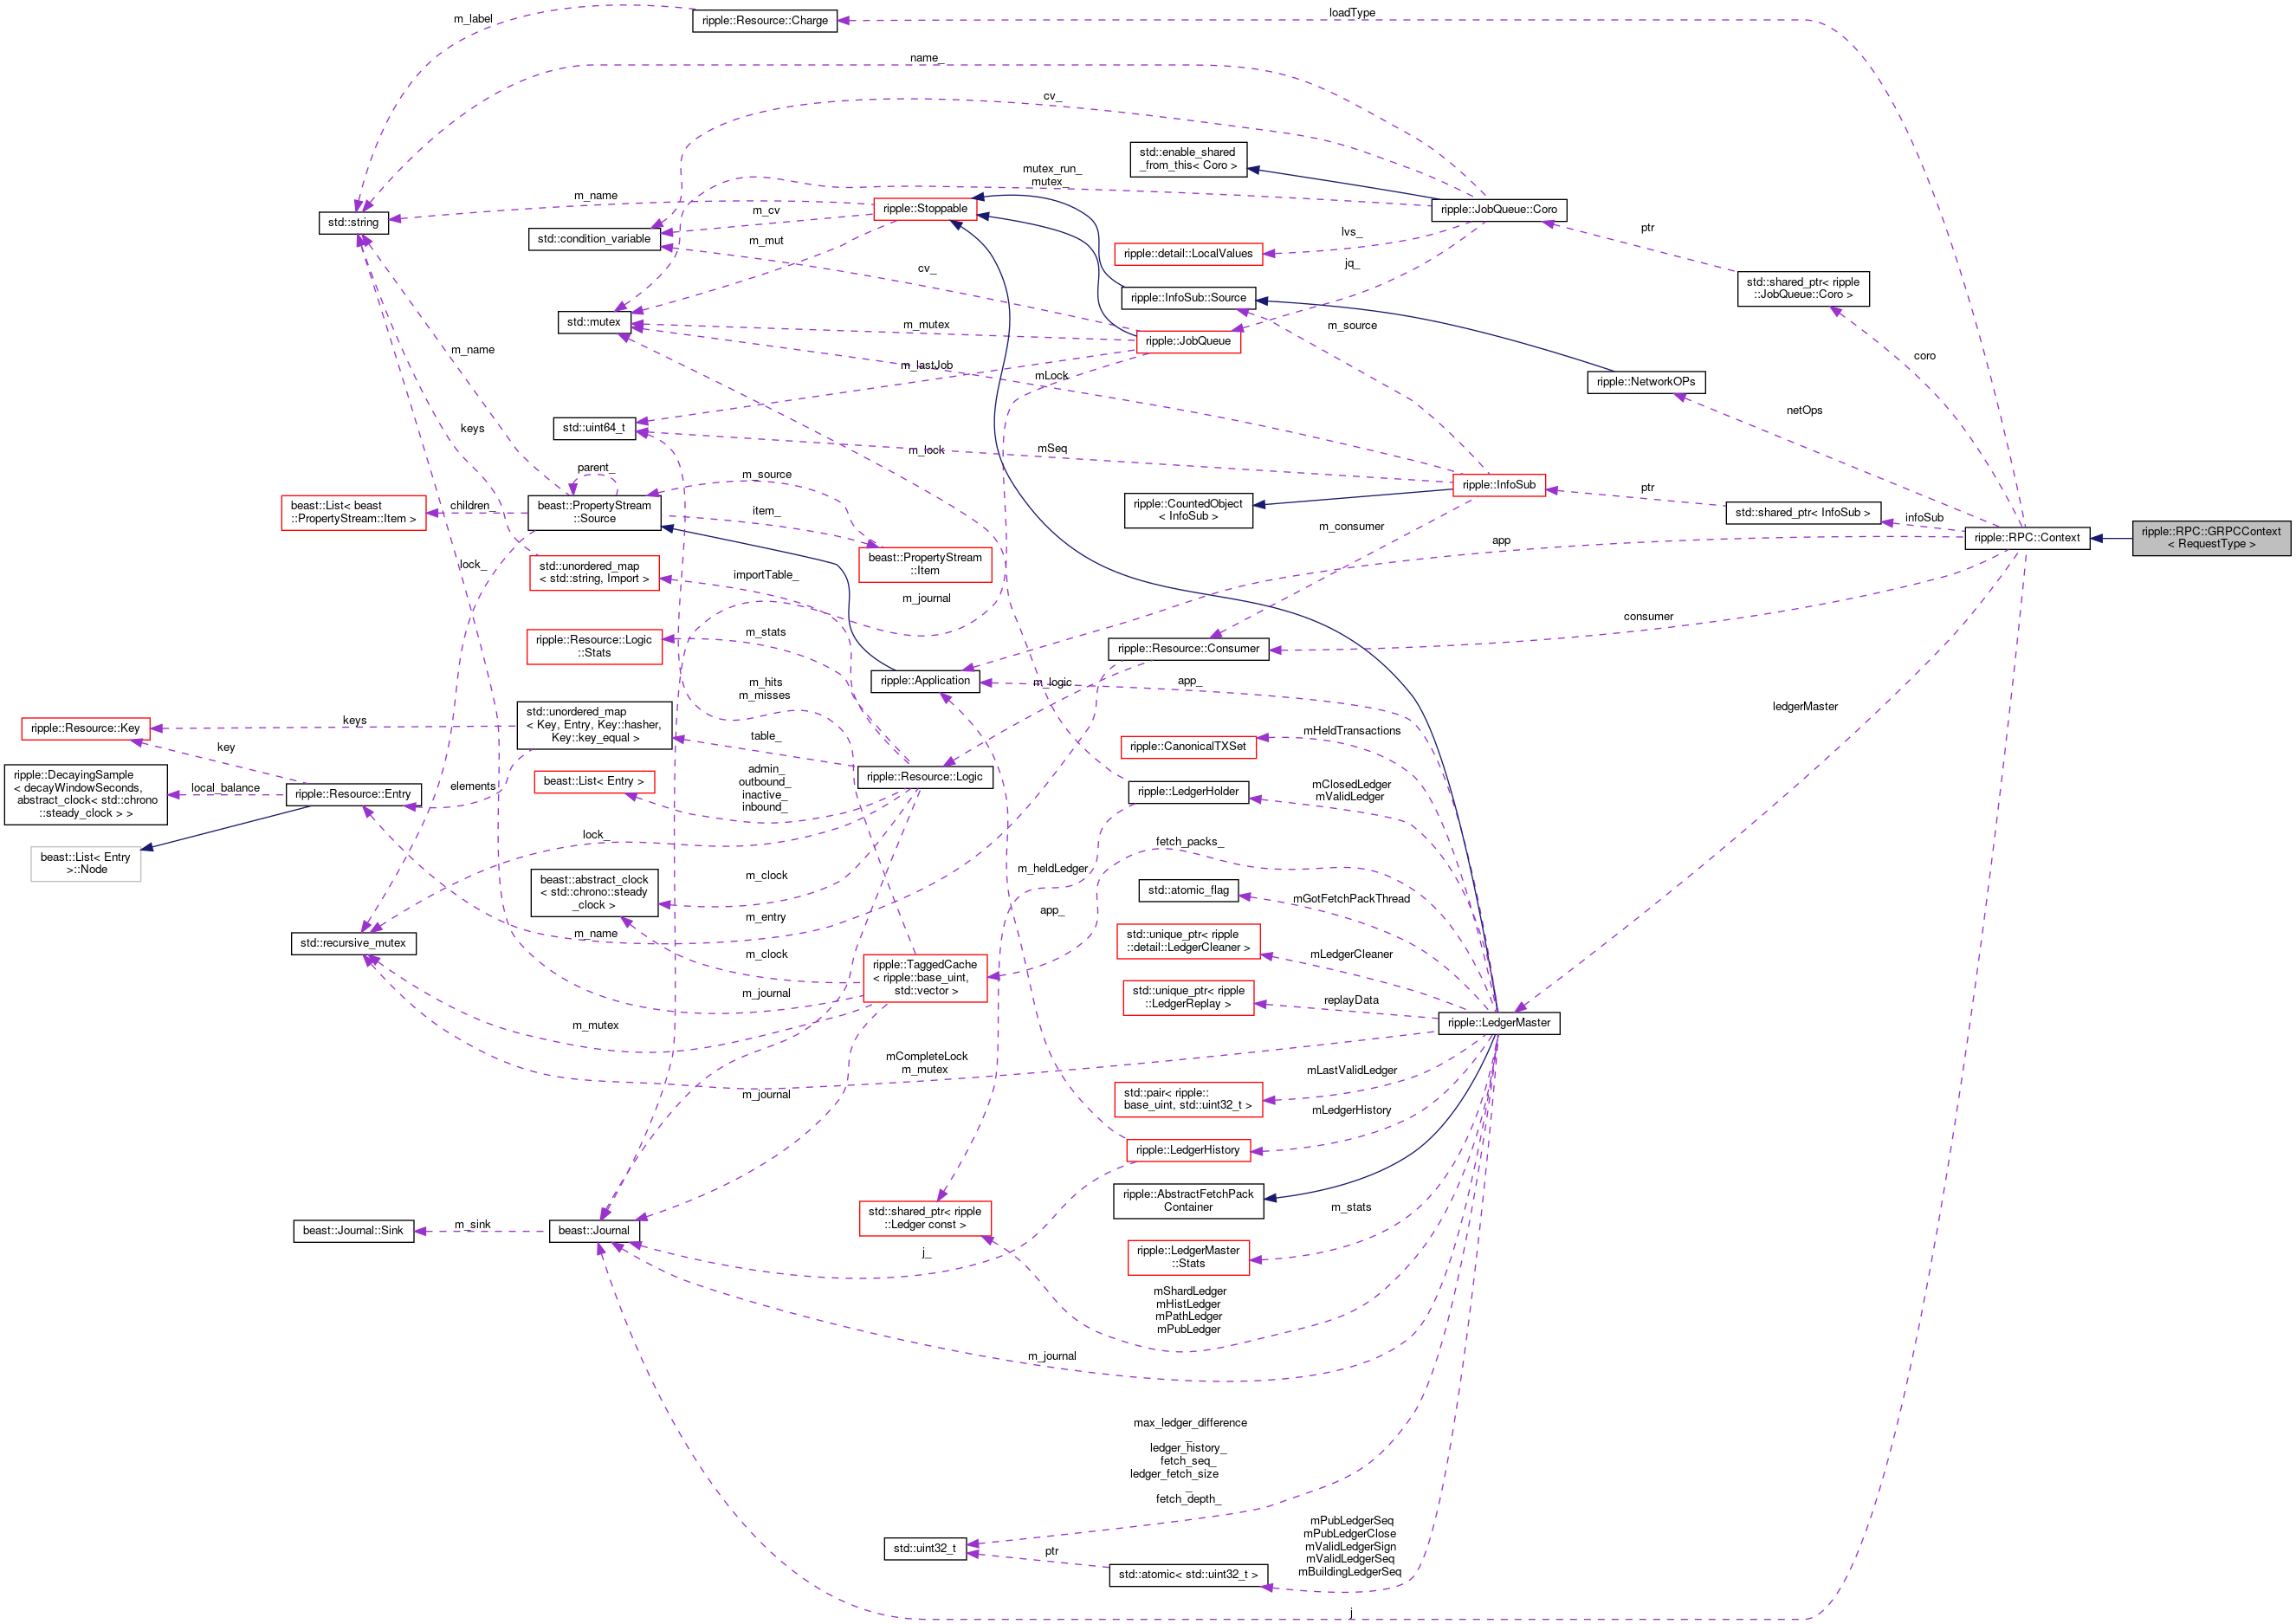 m_label
ripple::Resource::Charge
loadType
name_
cv_
std::enable_shared
_from_this< Coro >
mutex_run_
mutex_
m_name
ripple::Stoppable
m_cv
std::string
std::condition_variable
m_mut
ripple::JobQueue::Coro
ptr
lvs_
ripple::detail::LocalValues
jq_
cv_
std::shared_ptr< ripple
::JobQueue::Coro >
ripple::InfoSub::Source
std::mutex
m_mutex
m_source
ripple::JobQueue
m_name
m_lastJob
mLock
coro
ripple::NetworkOPs
netOps
std::uint64_t
keys
m_lock
mSeq
parent_
m_source
beast::List< beast
::PropertyStream::Item >
children_
beast::PropertyStream
::Source
item_
ripple::CountedObject
< InfoSub >
ripple::InfoSub
ptr
std::shared_ptr< InfoSub >
infoSub
m_consumer
ripple::RPC::Context
ripple::RPC::GRPCContext
< RequestType >
app
lock_
std::unordered_map
< std::string, Import >
beast::PropertyStream
::Item
importTable_
m_journal
consumer
m_stats
ripple::Resource::Logic
::Stats
ripple::Resource::Consumer
ripple::Application
m_logic
app_
m_hits
m_misses
std::unordered_map
< Key, Entry, Key::hasher,
Key::key_equal >
keys
ripple::Resource::Key
key
table_
ledgerMaster
mHeldTransactions
ripple::CanonicalTXSet
ripple::DecayingSample
< decayWindowSeconds,
abstract_clock< std::chrono
::steady_clock > >
local_balance
ripple::Resource::Entry
elements
beast::List< Entry >
admin_
outbound_
inactive_
inbound_
ripple::Resource::Logic
ripple::LedgerHolder
mClosedLedger
mValidLedger
beast::List< Entry
>::Node
lock_
fetch_packs_
m_heldLedger
beast::abstract_clock
< std::chrono::steady
_clock >
m_clock
std::atomic_flag
mGotFetchPackThread
m_entry
m_name
app_
std::recursive_mutex
std::unique_ptr< ripple
::detail::LedgerCleaner >
mLedgerCleaner
m_clock
ripple::TaggedCache
< ripple::base_uint,
std::vector >
m_journal
std::unique_ptr< ripple
::LedgerReplay >
replayData
ripple::LedgerMaster
m_mutex
mCompleteLock
m_mutex
mLastValidLedger
m_journal
std::pair< ripple::
base_uint, std::uint32_t >
mLedgerHistory
ripple::LedgerHistory
ripple::AbstractFetchPack
Container
std::shared_ptr< ripple
::Ledger const >
m_stats
beast::Journal::Sink
m_sink
beast::Journal
j_
ripple::LedgerMaster
::Stats
mShardLedger
mHistLedger
mPathLedger
mPubLedger
m_journal
max_ledger_difference
_
ledger_history_
fetch_seq_
ledger_fetch_size
_
fetch_depth_
mPubLedgerSeq
mPubLedgerClose
mValidLedgerSign
mValidLedgerSeq
mBuildingLedgerSeq
std::uint32_t
ptr
std::atomic< std::uint32_t >
j